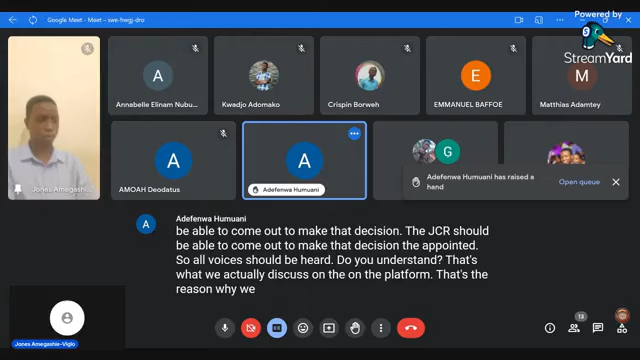 Google Meet - Meet – swe-hwgj-dro
Powered by
StreamYard
A
Annabelle Elinam Nubu...
Kwadjo Adomako
Crispin Borweh
E
EMMANUEL BAFFOE
M
Matthias Adamtey
Jones Amegashi...
A
AMOAH Deodatus
A
Adefenwa Humuani
G
Adefenwa Humuani has raised a
hand
Open queue
A
Adefenwa Humuani
be able to come out to make that decision. The JCR should
be able to come out to make that decision the appointed.
So all voices should be heard. Do you understand? That's
what we actually discuss on the on the platform. That's the
reason why we
Jones Amegashie-Viglo
13